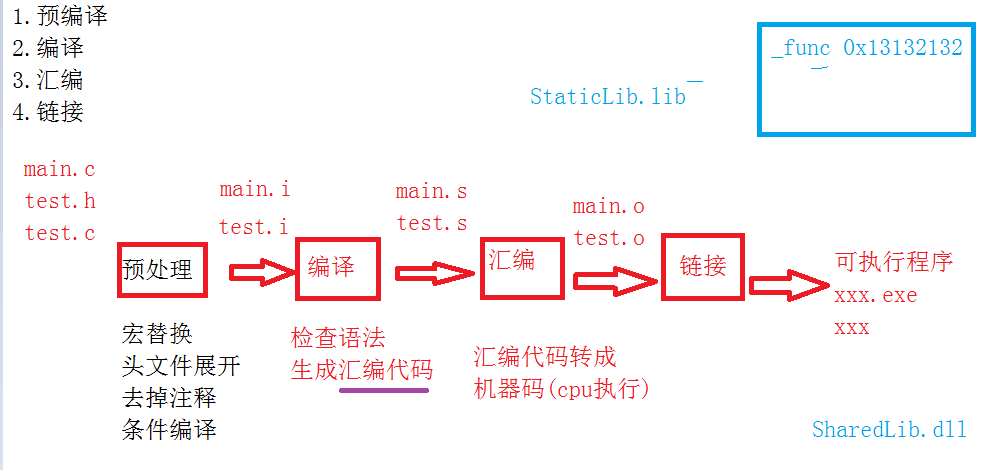 1.预编译
2.编译
3.汇编
4.链接
_func 0x13132132
StaticLib.lib
main.c
test.h
test.c
main.i
test.i
main.s
test.s
main.o
test.o
预处理
编译
汇编
链接
可执行程序
xxx.exe
xxx
宏替换
头文件展开
去掉注释
条件编译
检查语法
生成汇编代码
汇编代码转成
机器码(cpu执行)
SharedLib.dll